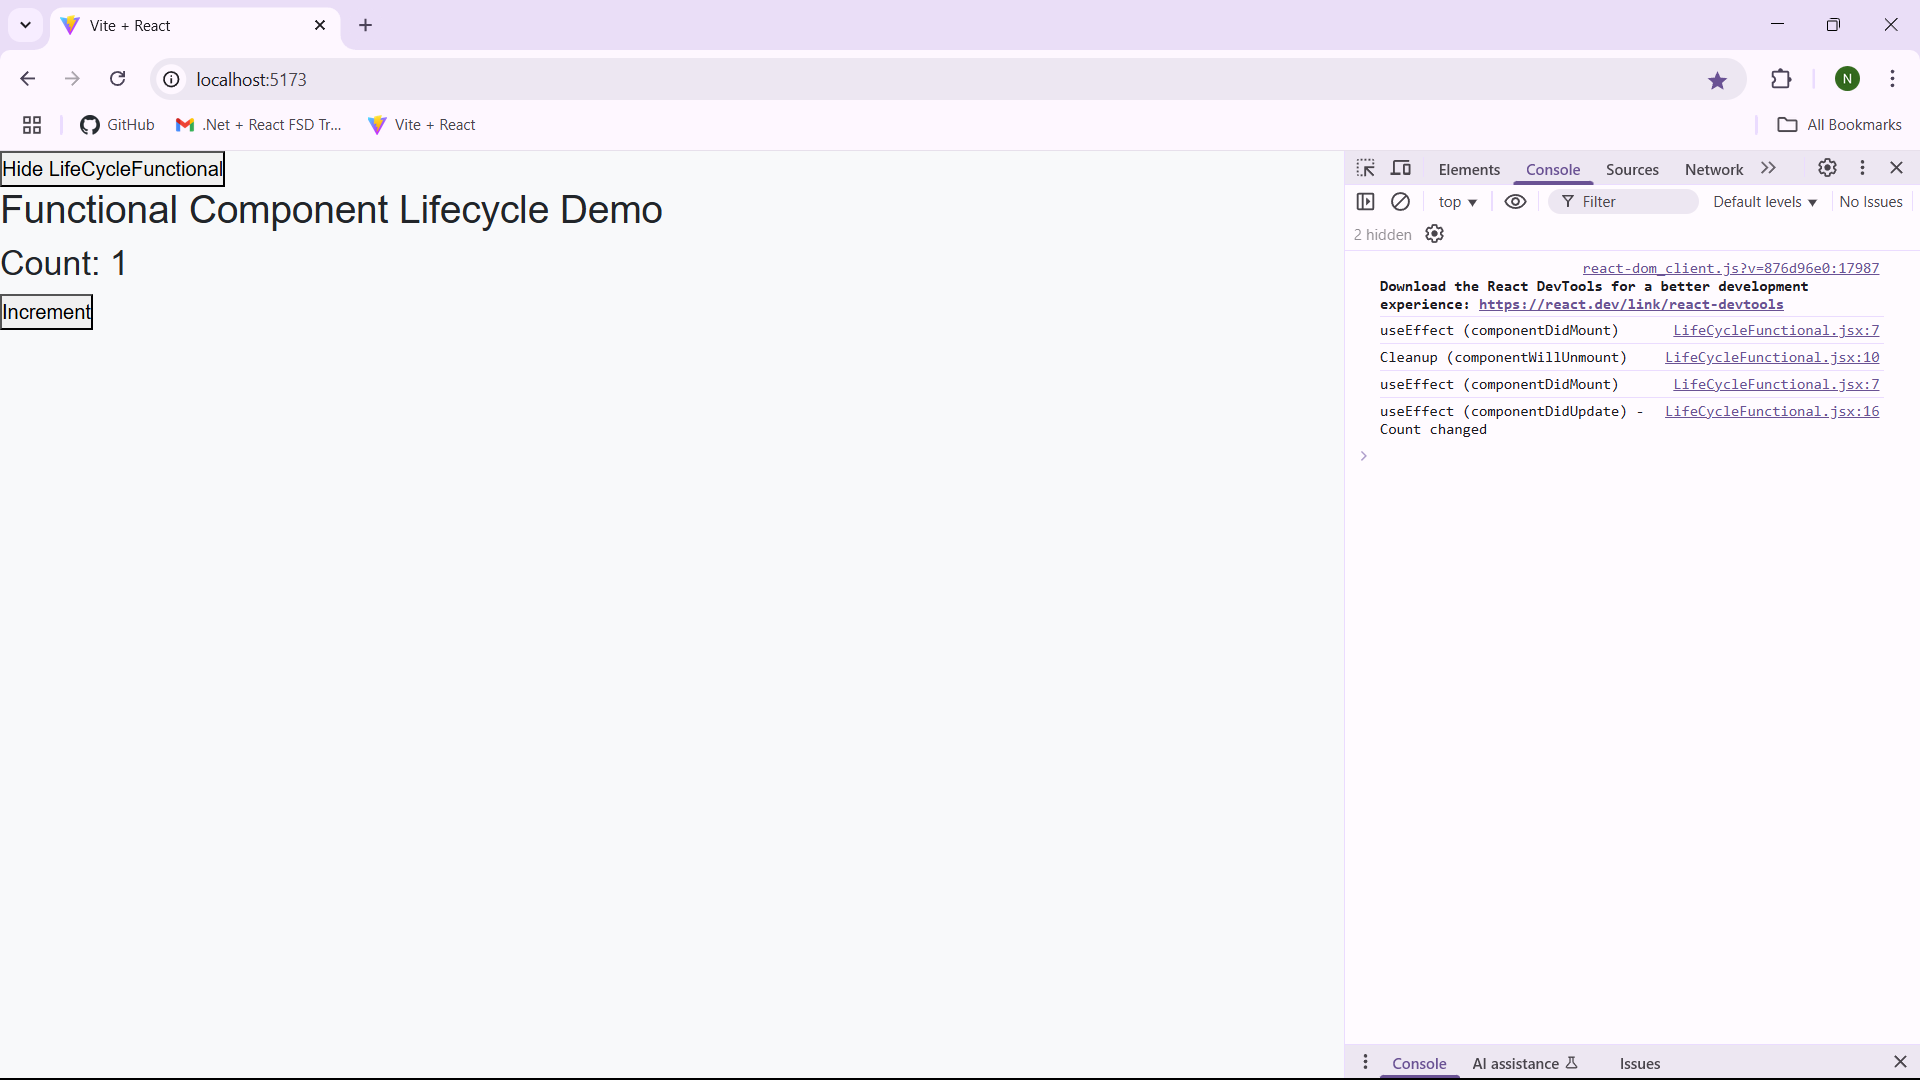 Vite + React
localhost:5173
N
GitHub
.Net + React FSD Tr...
Vite + React
All Bookmarks
Hide LifeCycleFunctional
Functional Component Lifecycle Demo
Count: 1
Increment
Elements
Console
Sources
Network
top
Filter
Default levels
No Issues
2 hidden
react-dom_client.js?v=876d96e0:17987
Download the React DevTools for a better development
experience: https://react.dev/link/react-devtools
useEffect (componentDidMount) LifeCycleFunctional.jsx:7
Cleanup (componentWillUnmount) LifeCycleFunctional.jsx:10
useEffect (componentDidMount) LifeCycleFunctional.jsx:7
useEffect (componentDidUpdate) - LifeCycleFunctional.jsx:16
Count changed
Console
AI assistance
Issues